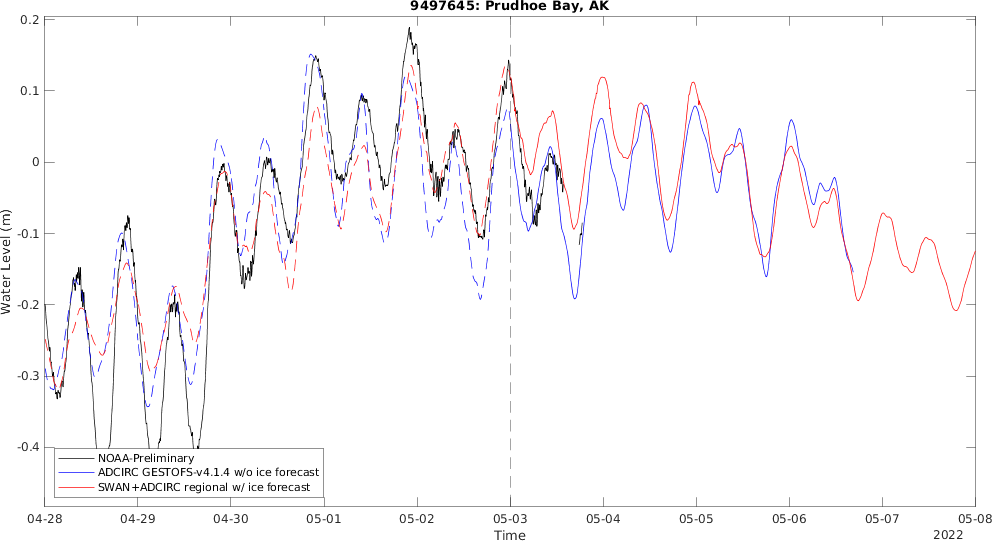 9497645: Prudhoe Bay, AK
0.2
0.1
0
-0.1
-0.2
-0.3
-0.4
Water Level (m)
NOAA-Preliminary
ADCIRC GESTOFS-v4.1.4 w/o ice forecast
SWAN+ADCIRC regional w/ ice forecast
04-28 04-29 04-30 05-01 05-02 05-03 05-04 05-05 05-06 05-07 05-08
Time
2022